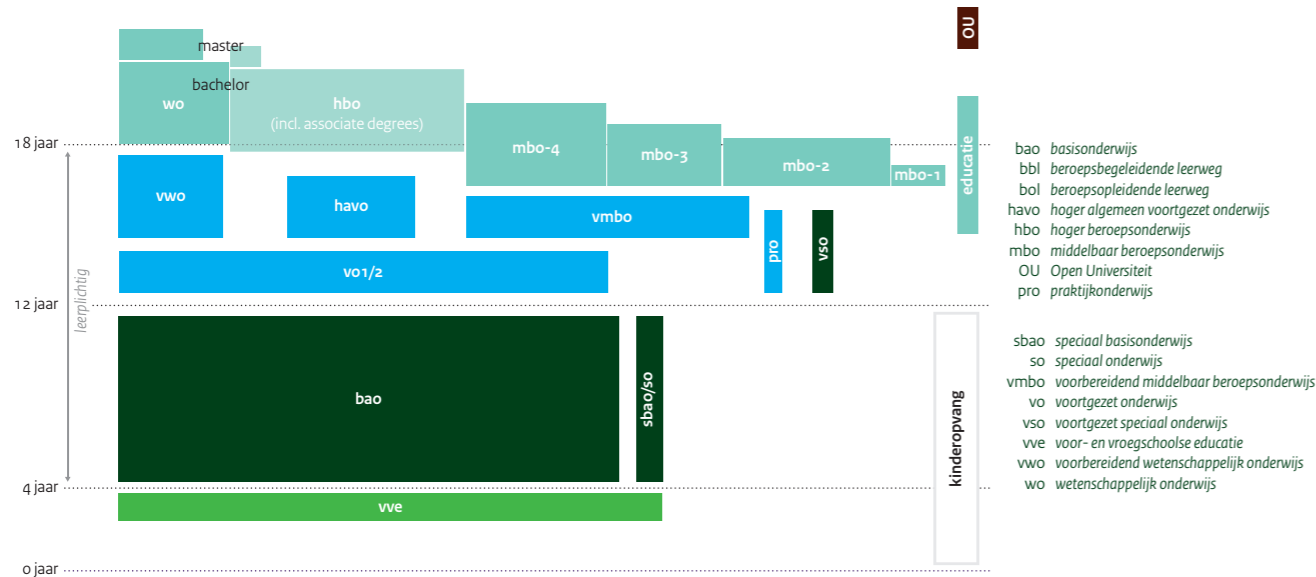 OU
master
bachelor
wo
hbo
(incl. associate degrees)
mbo-4
mbo-3
mbo-2
mbo-1
educatie
18 jaar
vwo
havo
vmbo
pro
vso
vo1/2
leerplichtig
12 jaar
bao
sbao/so
kinderopvang
4 jaar
vve
0 jaar
bao basisonderwijs
bbl beroepsbegeleidende leerweg
bol beroepsopleidende leerweg
havo hoger algemeen voortgezet onderwijs
hbo hoger beroepsonderwijs
mbo middelbaar beroepsonderwijs
OU Open Universiteit
pro praktijkonderwijs
sbao speciaal basisonderwijs
so speciaal onderwijs
vmbo voorbereidend middelbaar beroepsonderwijs
vo voortgezet onderwijs
vso voortgezet speciaal onderwijs
vve voor- en vroegschoolse educatie
vwo voorbereidend wetenschappelijk onderwijs
wo wetenschappelijk onderwijs